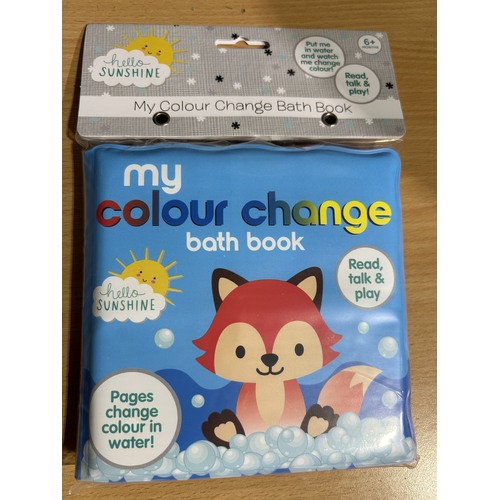 hello
SUNSHINE
Put me
in water
and watch
me change
colour!
6+
months
Read,
talk &
play!
My Colour Change Bath Book
my
colour change
bath book
hello
SUNSHINE
Read,
talk &
play
Pages
change
colour in
water!